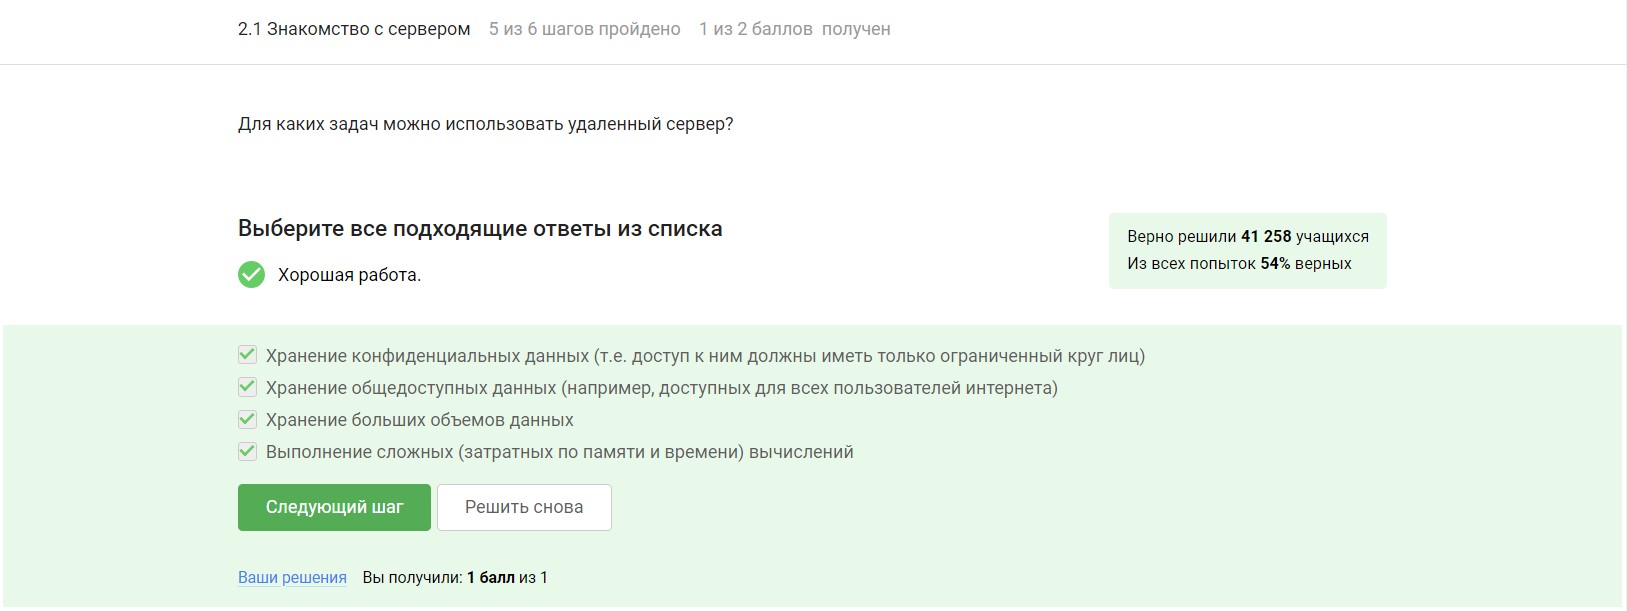 2.1 Знакомство с сервером 5 из 6 шагов пройдено 1 из 2 баллов получен
Для каких задач можно использовать удаленный сервер?
Выберите все подходящие ответы из списка
Хорошая работа.
Верно решили 41 258 учащихся
Из всех попыток 54% верных
Хранение конфиденциальных данных (т.е. доступ к ним должны иметь только ограниченный круг лиц)
Хранение общедоступных данных (например, доступных для всех пользователей интернета)
Хранение больших объемов данных
Выполнение сложных (затратных по памяти и времени) вычислений
Следующий шаг Решить снова
Ваши решения Вы получили: 1 балл из 1